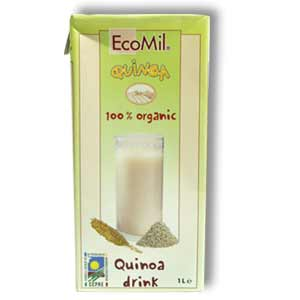 EcoMil®
QUINOA
100% organic
Quinoa
drink
1L e